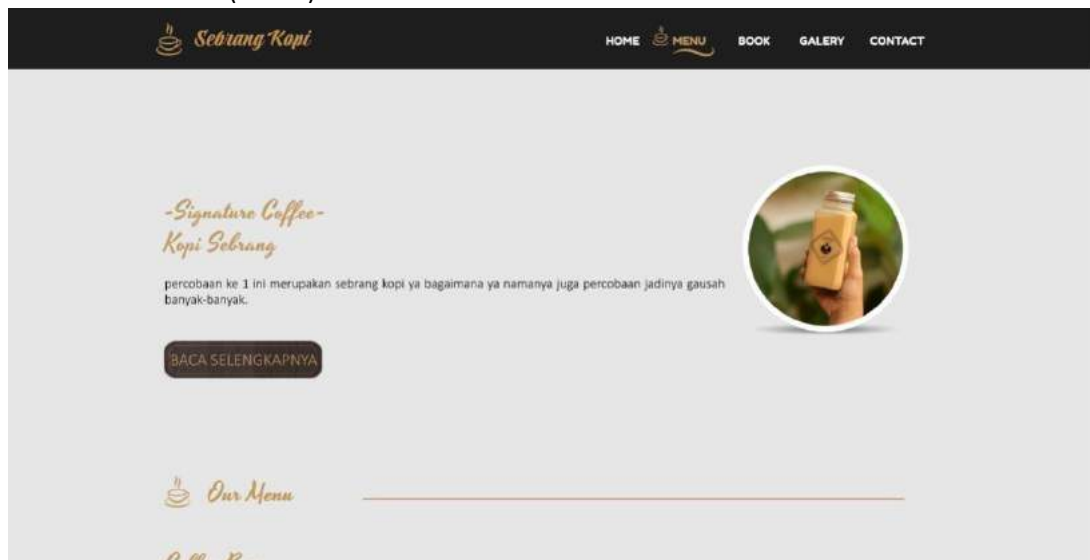 Sebrang Kopi
HOME MENU BOOK GALERY CONTACT
-Signature Coffee-
Kopi Sebrang
percobaan ke 1 ini merupakan sebrang kopi ya bagaimana ya namanya juga percobaan jadinya gausah
banyak-banyak.
BACA SELENGKAPNYA
Our Menu